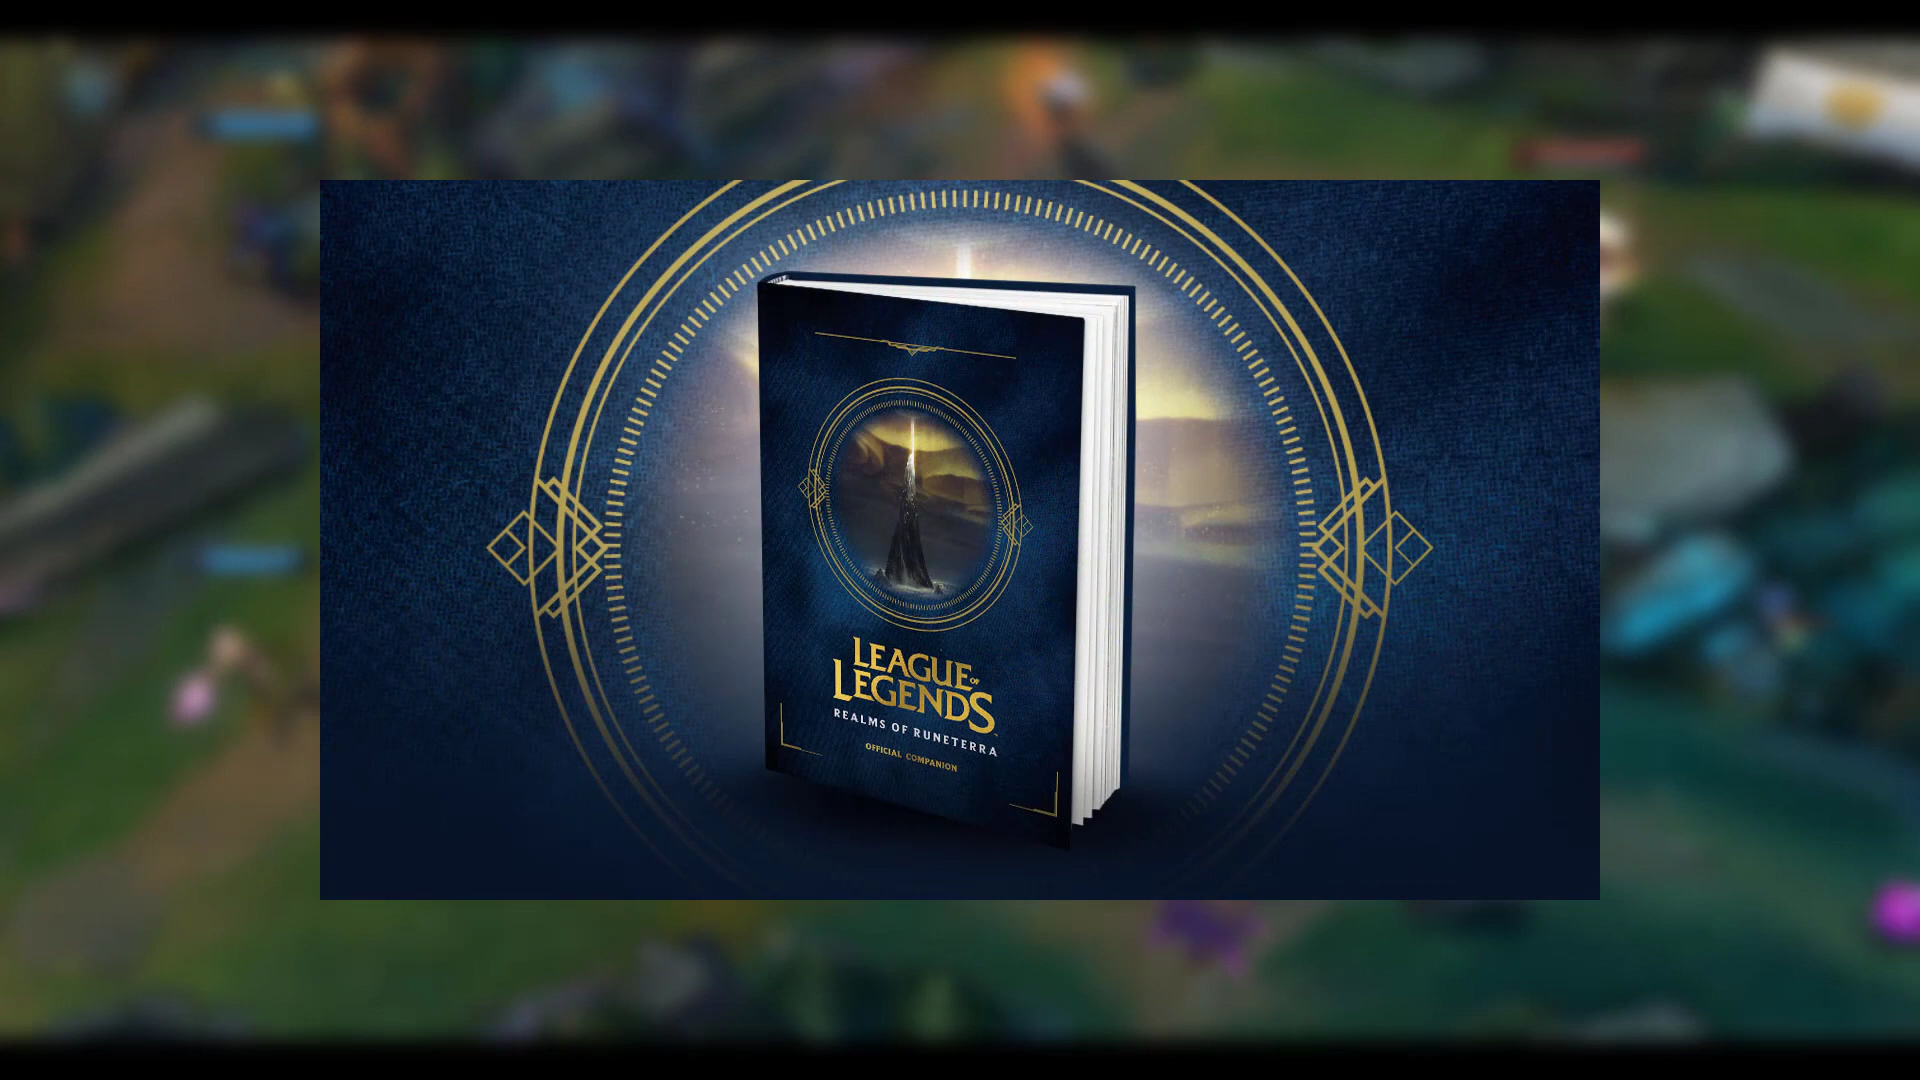 LEAGUE OF
LEGENDS
REALMS OF RUNETERRA
OFFICIAL COMPANION